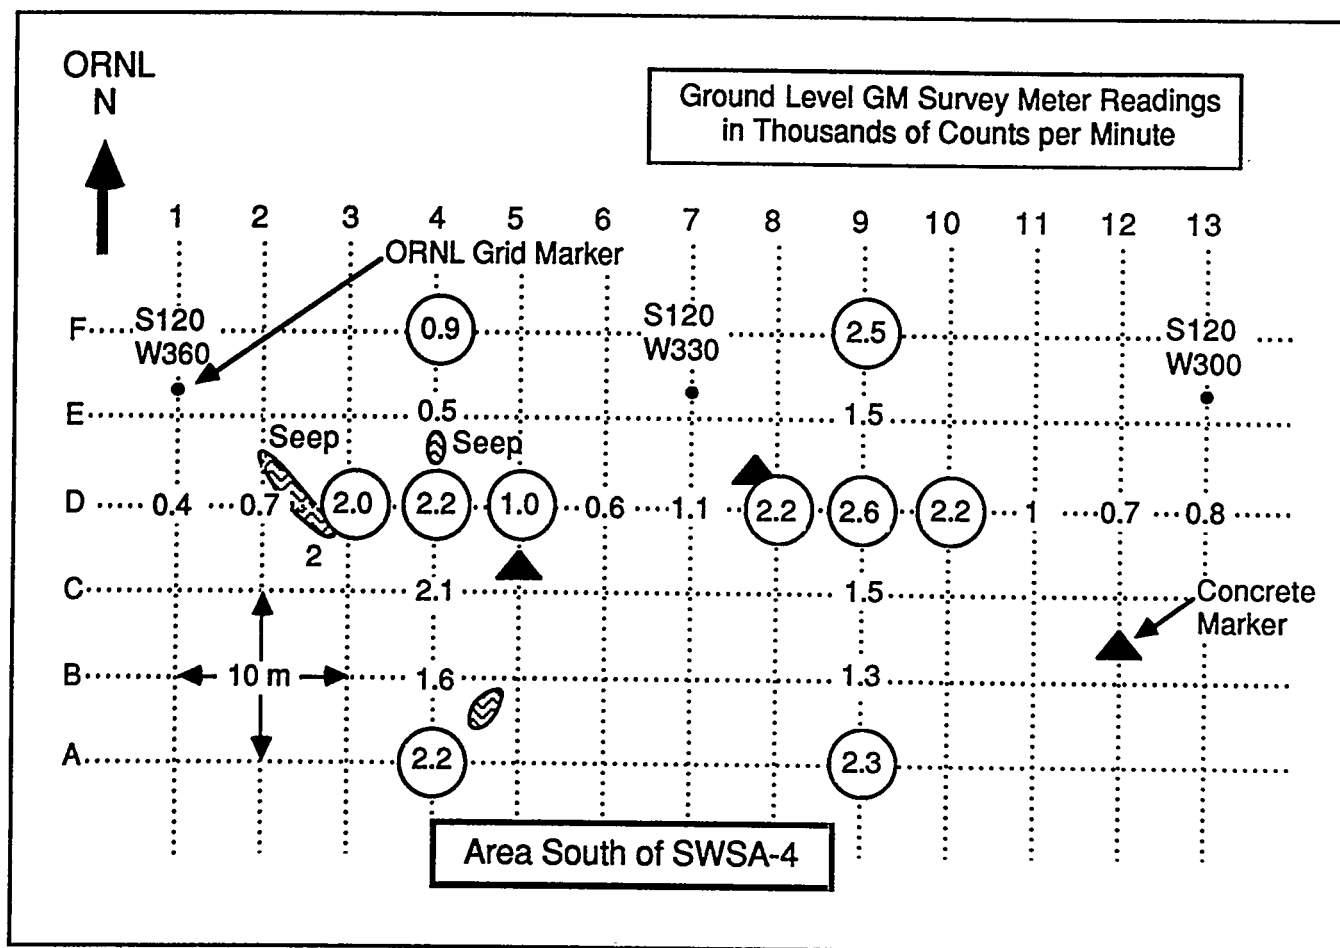 ORNL
N
Ground Level GM Survey Meter Readings
in Thousands of Counts per Minute
1 2 3 4 5 6 7 8 9 10 11 12 13
ORNL Grid Marker
F S120 0.9 S120 2.5 S120
W360 W330 W300
E 0.5 1.5
Seep Seep
D 0.4 0.7 2.0 2.2 1.0 0.6 1.1 2.2 2.6 2.2 1 0.7 0.8
2
C 2.1 1.5 Concrete
Marker
B 10 m 1.6 1.3
A 2.2 2.3
Area South of SWSA-4